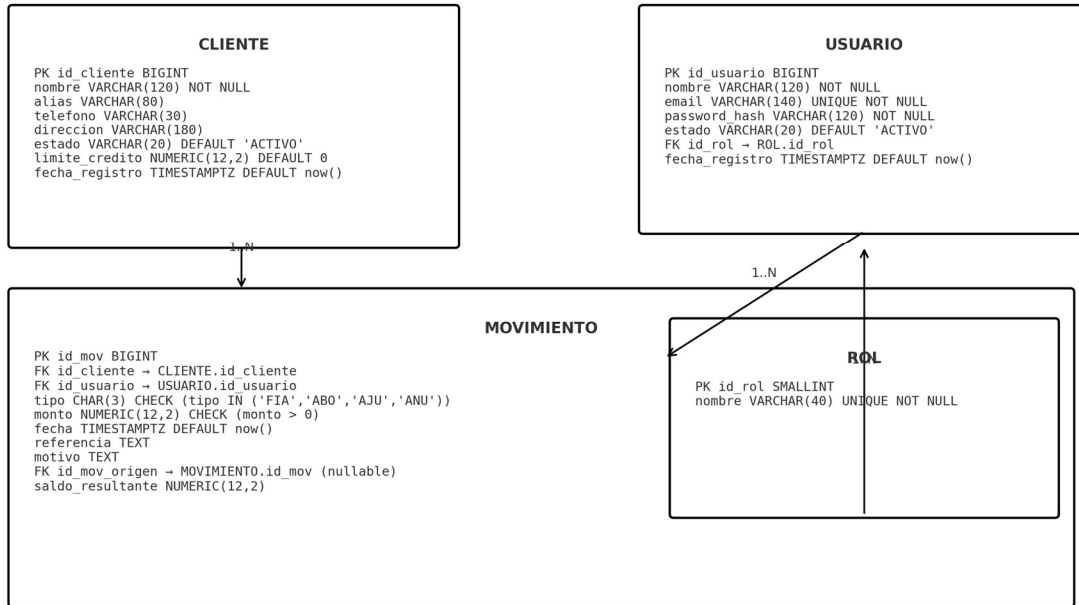 CLIENTE
PK id_cliente BIGINT
nombre VARCHAR(120) NOT NULL
alias VARCHAR(80)
telefono VARCHAR(30)
direccion VARCHAR(180)
estado VARCHAR(20) DEFAULT 'ACTIVO'
limite_credito NUMERIC(12,2) DEFAULT 0
fecha_registro TIMESTAMPTZ DEFAULT now()
USUARIO
PK id_usuario BIGINT
nombre VARCHAR(120) NOT NULL
email VARCHAR(140) UNIQUE NOT NULL
password_hash VARCHAR(120) NOT NULL
estado VARCHAR(20) DEFAULT 'ACTIVO'
FK id_rol → ROL.id_rol
fecha_registro TIMESTAMPTZ DEFAULT now()
1..N
1..N
MOVIMIENTO
PK id_mov BIGINT
FK id_cliente → CLIENTE.id_cliente
FK id_usuario → USUARIO.id_usuario
tipo CHAR(3) CHECK (tipo IN ('FIA','ABO','AJU','ANU'))
monto NUMERIC(12,2) CHECK (monto > 0)
fecha TIMESTAMPTZ DEFAULT now()
referencia TEXT
motivo TEXT
FK id_mov_origen → MOVIMIENTO.id_mov (nullable)
saldo_resultante NUMERIC(12,2)
ROL
PK id_rol SMALLINT
nombre VARCHAR(40) UNIQUE NOT NULL